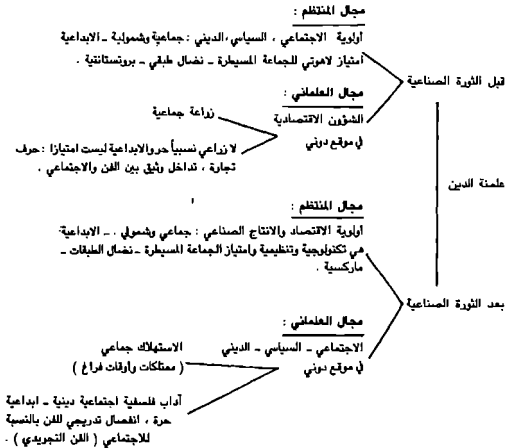 مجال المنتظم :
اولوية الاجتماعي ، السياسي ، الديني : جماعية وشمولية ـ الابداعية
امتياز لاهوتي للجماعة المسيطرة ـ نضال طبقي ـ بروتستانتية .
قبل الثورة الصناعية
مجال العلماني :
الشؤون الاقتصادية
في موقع دوني
زراعة جماعية
لا زراعي نسبياً حر والابداعية ليست امتيازا : حرف
تجارة ، تداخل وثيق بين الفن والاجتماعي .
علمنة الدين
مجال المنتظم :
اولوية الاقتصاد والانتاج الصناعي : جماعي وشمولي . ـ الابداعية
هي تكنولوجية وتنظيمية وامتياز الجماعة المسيطرة ـ نضال الطبقات ـ
ماركسية .
بعد الثورة الصناعية
مجال العلماني :
الاجتماعي ـ السياسي ـ الديني
في موقع دوني
الاستهلاك جماعي
( ممتلكات وأوقات فراغ )
آداب فلسفية اجتماعية دينية ـ ابداعية
حرة ، انفصال تدريجي للفن بالنسبة
للاجتماعي ( الفن التجريدي ) .